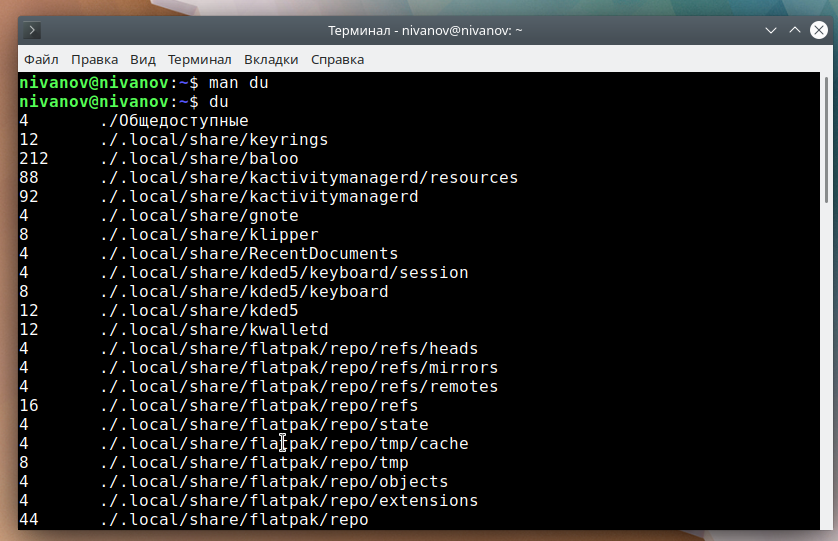 Терминал - nivanov@nivanov: ~
Файл Правка Вид Терминал Вкладки Справка
nivanov@nivanov:~$ man du
nivanov@nivanov:~$ du
4 ./Общедоступные
12 ./.local/share/keyrings
212 ./.local/share/baloo
88 ./.local/share/kactivitymanagerd/resources
92 ./.local/share/kactivitymanagerd
4 ./.local/share/gnote
8 ./.local/share/klipper
4 ./.local/share/RecentDocuments
4 ./.local/share/kded5/keyboard/session
8 ./.local/share/kded5/keyboard
12 ./.local/share/kded5
12 ./.local/share/kwalletd
4 ./.local/share/flatpak/repo/refs/heads
4 ./.local/share/flatpak/repo/refs/mirrors
4 ./.local/share/flatpak/repo/refs/remotes
16 ./.local/share/flatpak/repo/refs
4 ./.local/share/flatpak/repo/state
4 ./.local/share/flatpak/repo/tmp/cache
8 ./.local/share/flatpak/repo/tmp
4 ./.local/share/flatpak/repo/objects
4 ./.local/share/flatpak/repo/extensions
44 ./.local/share/flatpak/repo